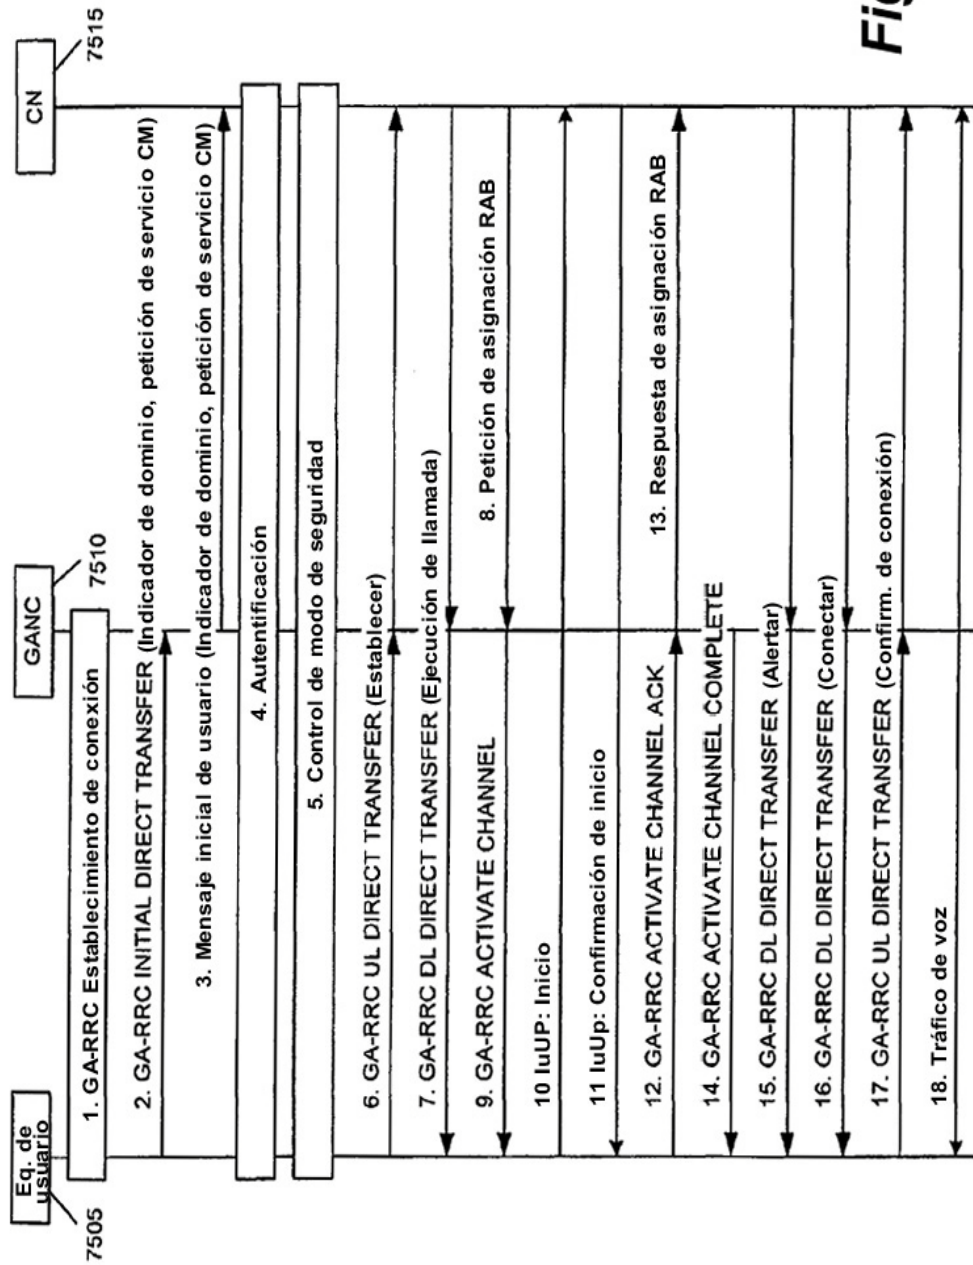 Eq. de
usuario
7505
GANC
7510
CN
7515
1. GA-RRC Establecimiento de conexión
2. GA-RRC INITIAL DIRECT TRANSFER (Indicador de dominio, petición de servicio CM)
3. Mensaje inicial de usuario (Indicador de dominio, petición de servicio CM)
4. Autentificación
5. Control de modo de seguridad
6. GA-RRC UL DIRECT TRANSFER (Establecer)
7. GA-RRC DL DIRECT TRANSFER (Ejecución de llamada)
8. Petición de asignación RAB
9. GA-RRC ACTIVATE CHANNEL
10 IuUP: Inicio
11 IuUp: Confirmación de inicio
12. GA-RRC ACTIVATE CHANNEL ACK
13. Respuesta de asignación RAB
14. GA-RRC ACTIVATE CHANNEL COMPLETE
15. GA-RRC DL DIRECT TRANSFER (Alertar)
16. GA-RRC DL DIRECT TRANSFER (Conectar)
17. GA-RRC UL DIRECT TRANSFER (Confirm. de conexión)
18. Tráfico de voz
Fig